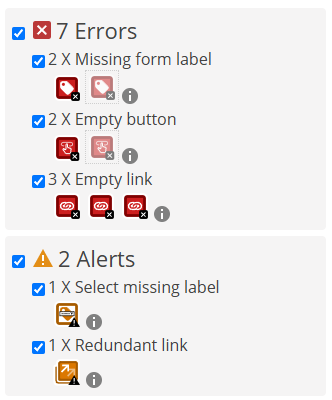 7 Errors
2 X Missing form label
2 X Empty button
3 X Empty link
2 Alerts
1 X Select missing label
1 X Redundant link